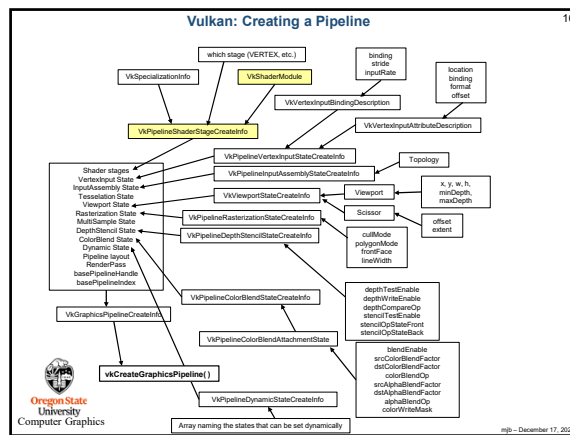 Vulkan: Creating a Pipeline
which stage (VERTEX, etc.)
VkSpecializationInfo
VkShaderModule
binding
stride
inputRate
location
binding
format
offset
VkVertexInputBindingDescription
VkPipelineShaderStageCreateInfo
VkVertexInputAttributeDescription
VkPipelineVertexInputStateCreateInfo
VkPipelineInputAssemblyStateCreateInfo
Topology
Shader stages
VertexInput State
InputAssembly State
Tesselation State
Viewport State
Rasterization State
MultiSample State
DepthStencil State
ColorBlend State
Dynamic State
Pipeline layout
RenderPass
basePipelineHandle
basePipelineIndex
VkViewportStateCreateInfo
Viewport
x, y, w, h,
minDepth,
maxDepth
Scissor
offset
extent
VkPipelineRasterizationStateCreateInfo
cullMode
polygonMode
frontFace
lineWidth
VkPipelineDepthStencilStateCreateInfo
depthTestEnable
depthWriteEnable
depthCompareOp
stencilTestEnable
stencilOpStateFront
stencilOpStateBack
VkGraphicsPipelineCreateInfo
VkPipelineColorBlendStateCreateInfo
VkPipelineColorBlendAttachmentState
blendEnable
srcColorBlendFactor
dstColorBlendFactor
colorBlendOp
srcAlphaBlendFactor
dstAlphaBlendFactor
alphaBlendOp
colorWriteMask
vkCreateGraphicsPipeline( )
VkPipelineDynamicStateCreateInfo
Array naming the states that can be set dynamically
Oregon State
University
Computer Graphics
mjb – December 17, 202